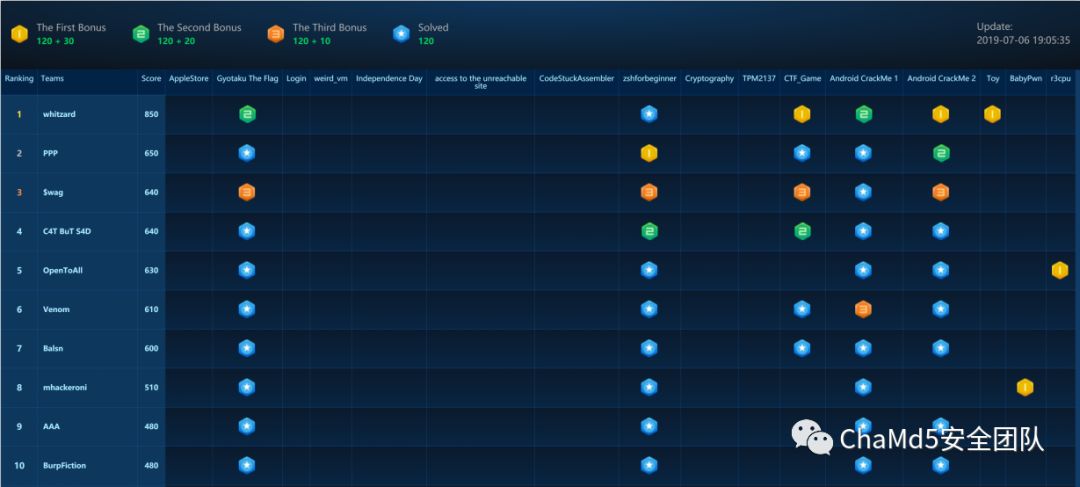 The First Bonus
120 + 30
The Second Bonus
120 + 20
The Third Bonus
120 + 10
Solved
120
Update:
2019-07-06 19:05:35
Ranking Teams Score AppleStore Gyotaku The Flag Login weird_vm Independence Day access to the unreachable site CodeStuckAssembler zshforbeginner Cryptography TPM2137 CTF_Game Android CrackMe 1 Android CrackMe 2 Toy BabyPwn r3cpu
1 whitzard 850 2 1 2 1 1
2 PPP 650 1 2
3 $wag 640 3 3 3 3
4 C4T BuT S4D 640 2 2
5 OpenToAll 630 1
6 Venom 610 3
7 Balsn 600
8 mhackeroni 510 1
9 AAA 480
10 BurpFiction 480
ChaMd5安全团队